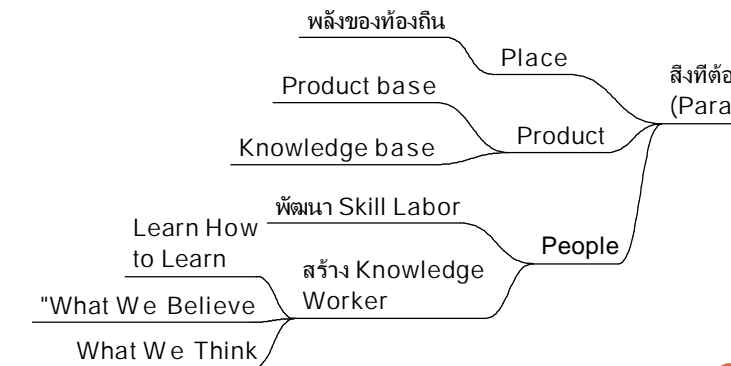 พลังของท้องถิ่น
Place
Product base
Product
Knowledge base
พัฒนา Skill Labor
People
Learn How
to Learn
สร้าง Knowledge
Worker
"What We Believe
What We Think
(Para